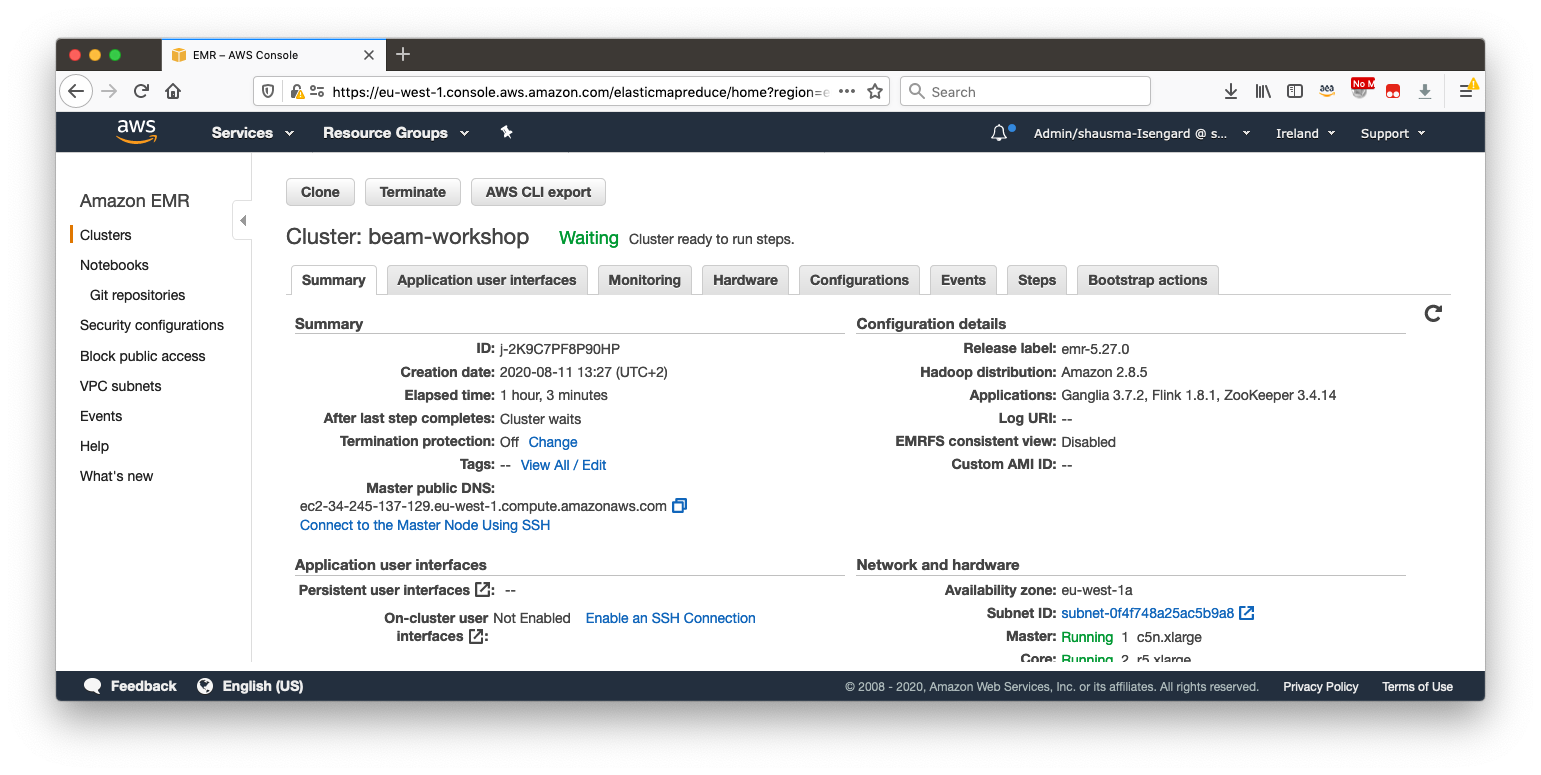 EMR – AWS Console
https://eu-west-1.console.aws.amazon.com/elasticmapreduce/home?region=e
Search
No M
aws
Services
Resource Groups
Admin/shausma-Isengard @ s...
Ireland
Support
Amazon EMR
Clusters
Notebooks
Git repositories
Security configurations
Block public access
VPC subnets
Events
Help
What's new
Clone
Terminate
AWS CLI export
Cluster: beam-workshop Waiting Cluster ready to run steps.
Summary
Application user interfaces
Monitoring
Hardware
Configurations
Events
Steps
Bootstrap actions
Summary
ID: j-2K9C7PF8P90HP
Creation date: 2020-08-11 13:27 (UTC+2)
Elapsed time: 1 hour, 3 minutes
After last step completes: Cluster waits
Termination protection: Off Change
Tags: -- View All / Edit
Master public DNS:
ec2-34-245-137-129.eu-west-1.compute.amazonaws.com
Connect to the Master Node Using SSH
Configuration details
Release label: emr-5.27.0
Hadoop distribution: Amazon 2.8.5
Applications: Ganglia 3.7.2, Flink 1.8.1, ZooKeeper 3.4.14
Log URI: --
EMRFS consistent view: Disabled
Custom AMI ID: --
Application user interfaces
Persistent user interfaces : --
On-cluster user Not Enabled Enable an SSH Connection
interfaces :
Network and hardware
Availability zone: eu-west-1a
Subnet ID: subnet-0f4f748a25ac5b9a8
Master: Running 1 c5n.xlarge
Core: Running 2 r5.xlarge
Feedback
English (US)
© 2008 - 2020, Amazon Web Services, Inc. or its affiliates. All rights reserved.
Privacy Policy
Terms of Use